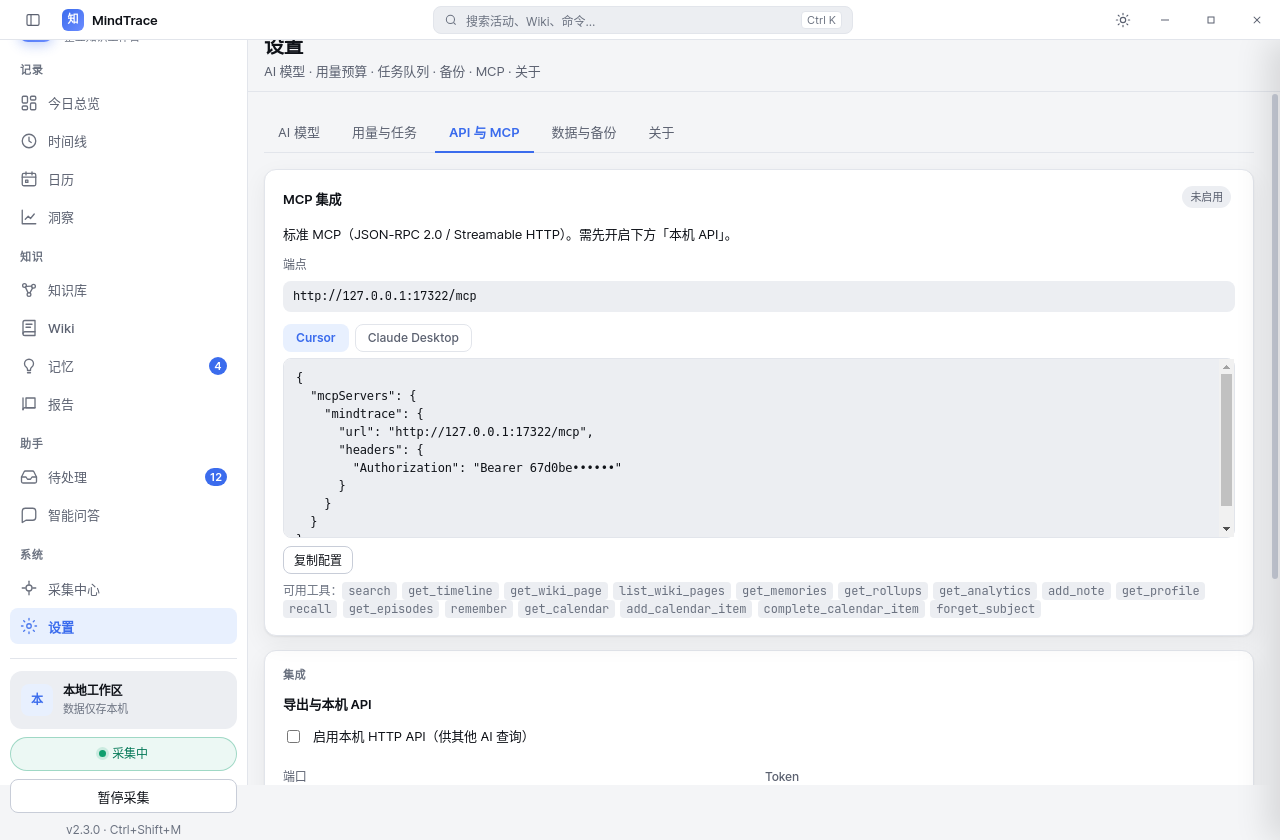 知 MindTrace
搜索活动、Wiki、命令... Ctrl K
记录
今日总览
时间线
日历
洞察
知识
知识库
Wiki
记忆 4
报告
助手
待处理 12
智能问答
系统
采集中心
设置
本 本地工作区
数据仅存本机
采集中
暂停采集
v2.3.0 · Ctrl+Shift+M
设置
AI 模型 · 用量预算 · 任务队列 · 备份 · MCP · 关于
AI 模型 用量与任务 API 与 MCP 数据与备份 关于
MCP 集成 未启用
标准 MCP（JSON-RPC 2.0 / Streamable HTTP）。需先开启下方「本机 API」。
端点
http://127.0.0.1:17322/mcp
Cursor Claude Desktop
{
"mcpServers": {
"mindtrace": {
"url": "http://127.0.0.1:17322/mcp",
"headers": {
"Authorization": "Bearer 67d0be••••••"
}
}
}
}
复制配置
可用工具： search get_timeline get_wiki_page list_wiki_pages get_memories get_rollups get_analytics add_note get_profile
recall get_episodes remember get_calendar add_calendar_item complete_calendar_item forget_subject
集成
导出与本机 API
启用本机 HTTP API（供其他 AI 查询）
端口 Token